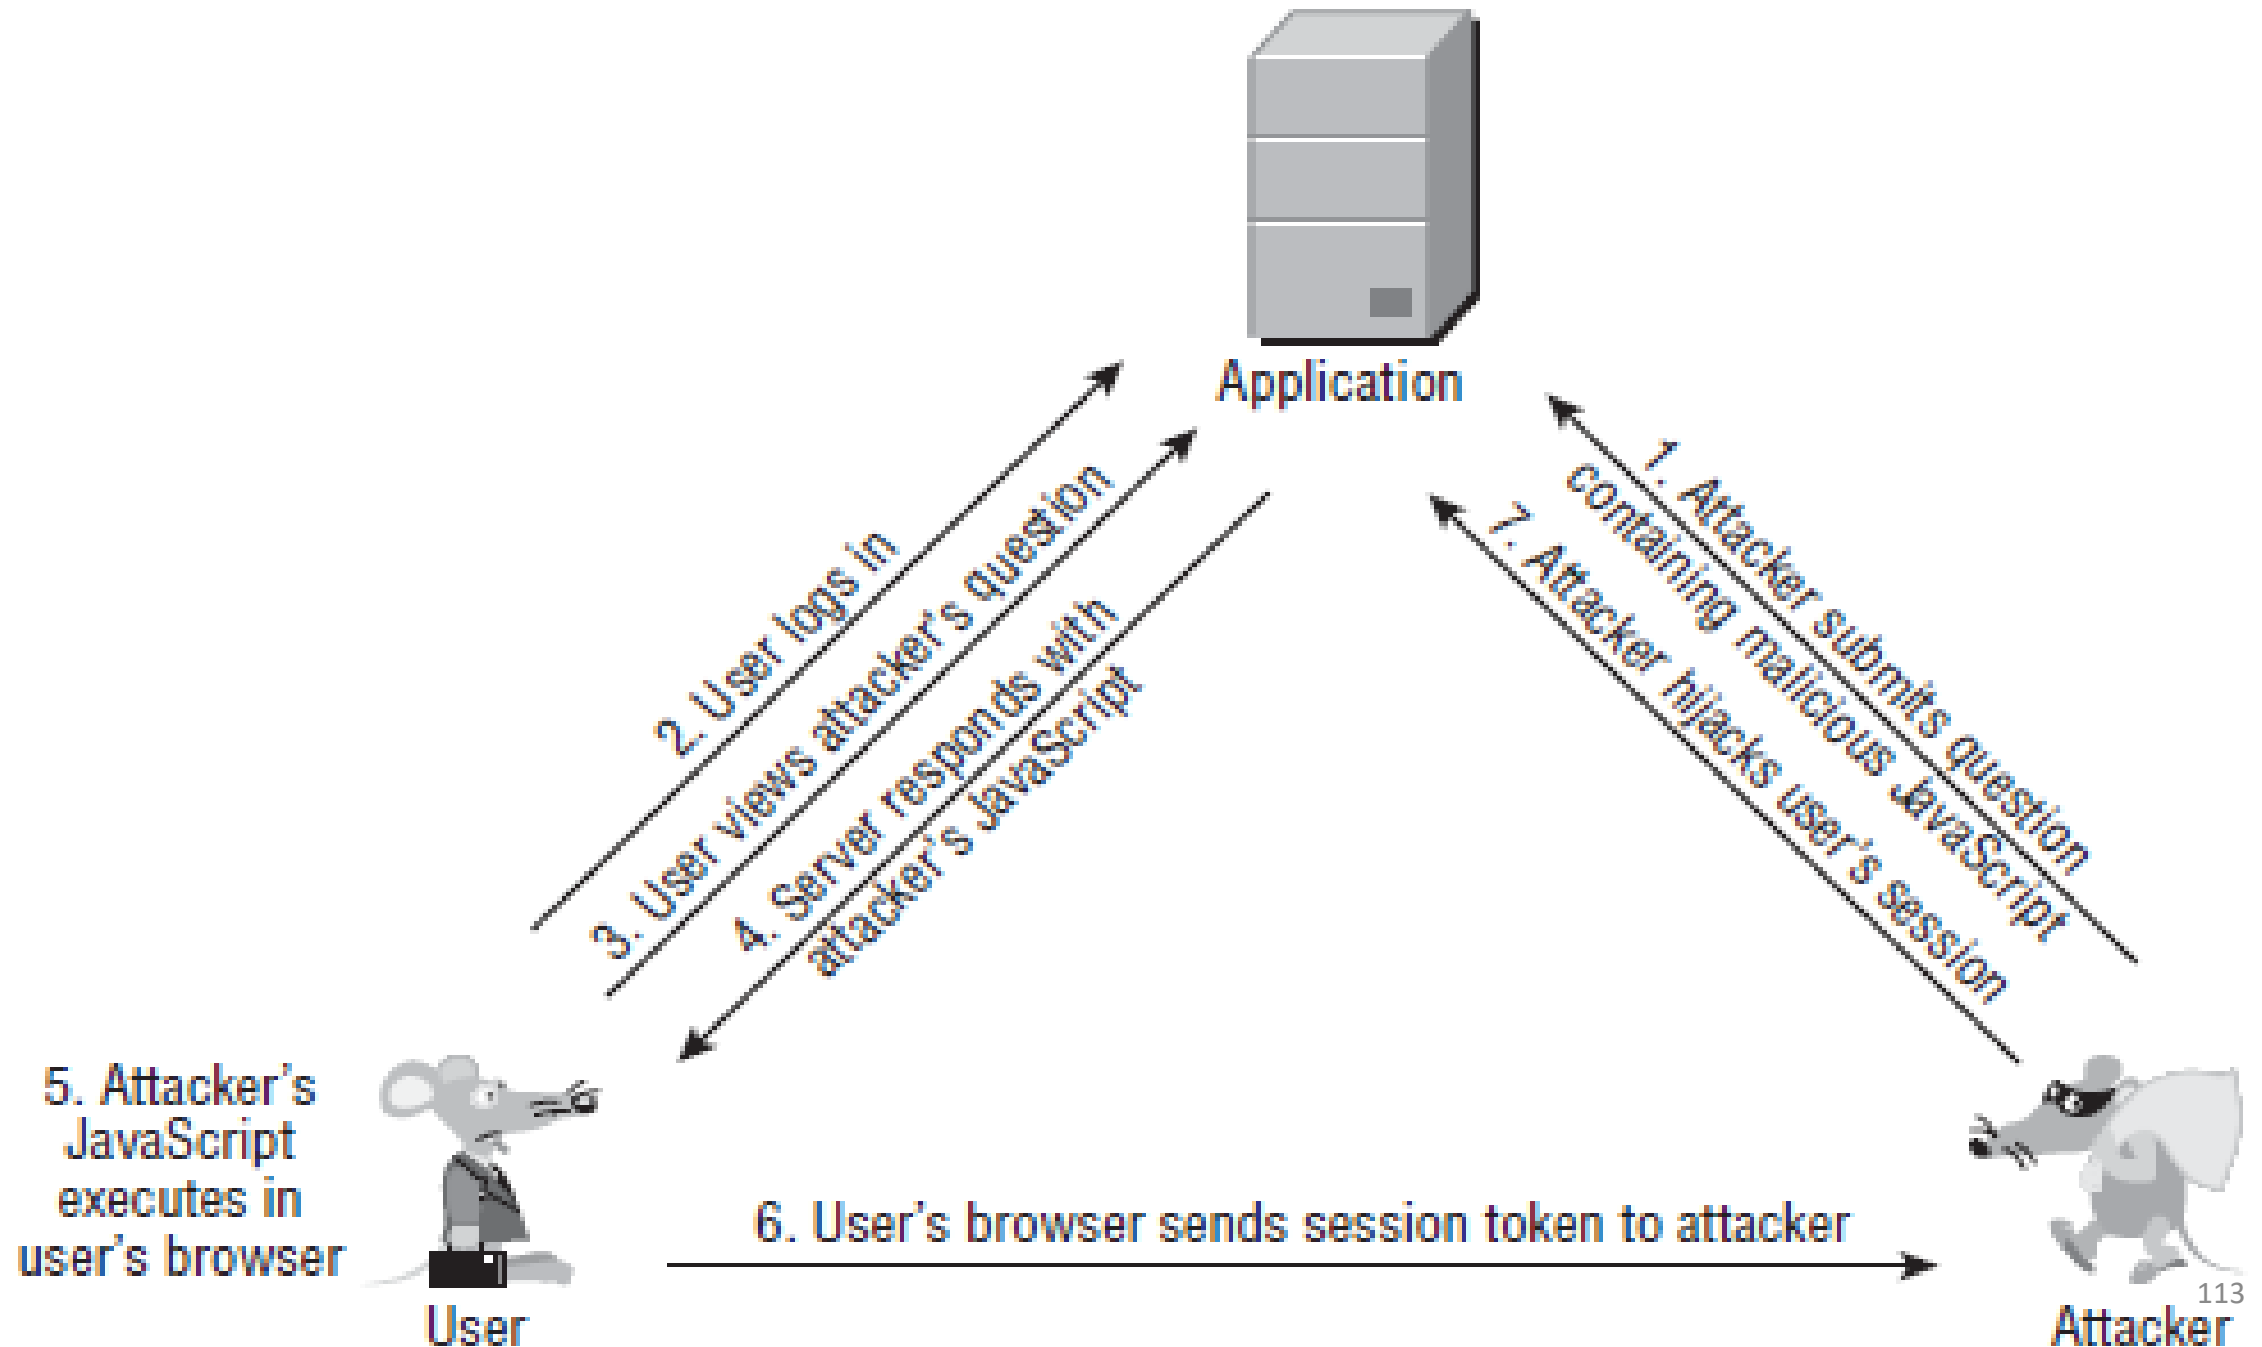 Application
1. Attacker submits question
containing malicious JavaScript
7. Attacker hijacks user's session
2. User logs in
3. User views attacker's question
4. Server responds with
attacker's JavaScript
5. Attacker's
JavaScript
executes in
user's browser
6. User's browser sends session token to attacker
User
Attacker
113